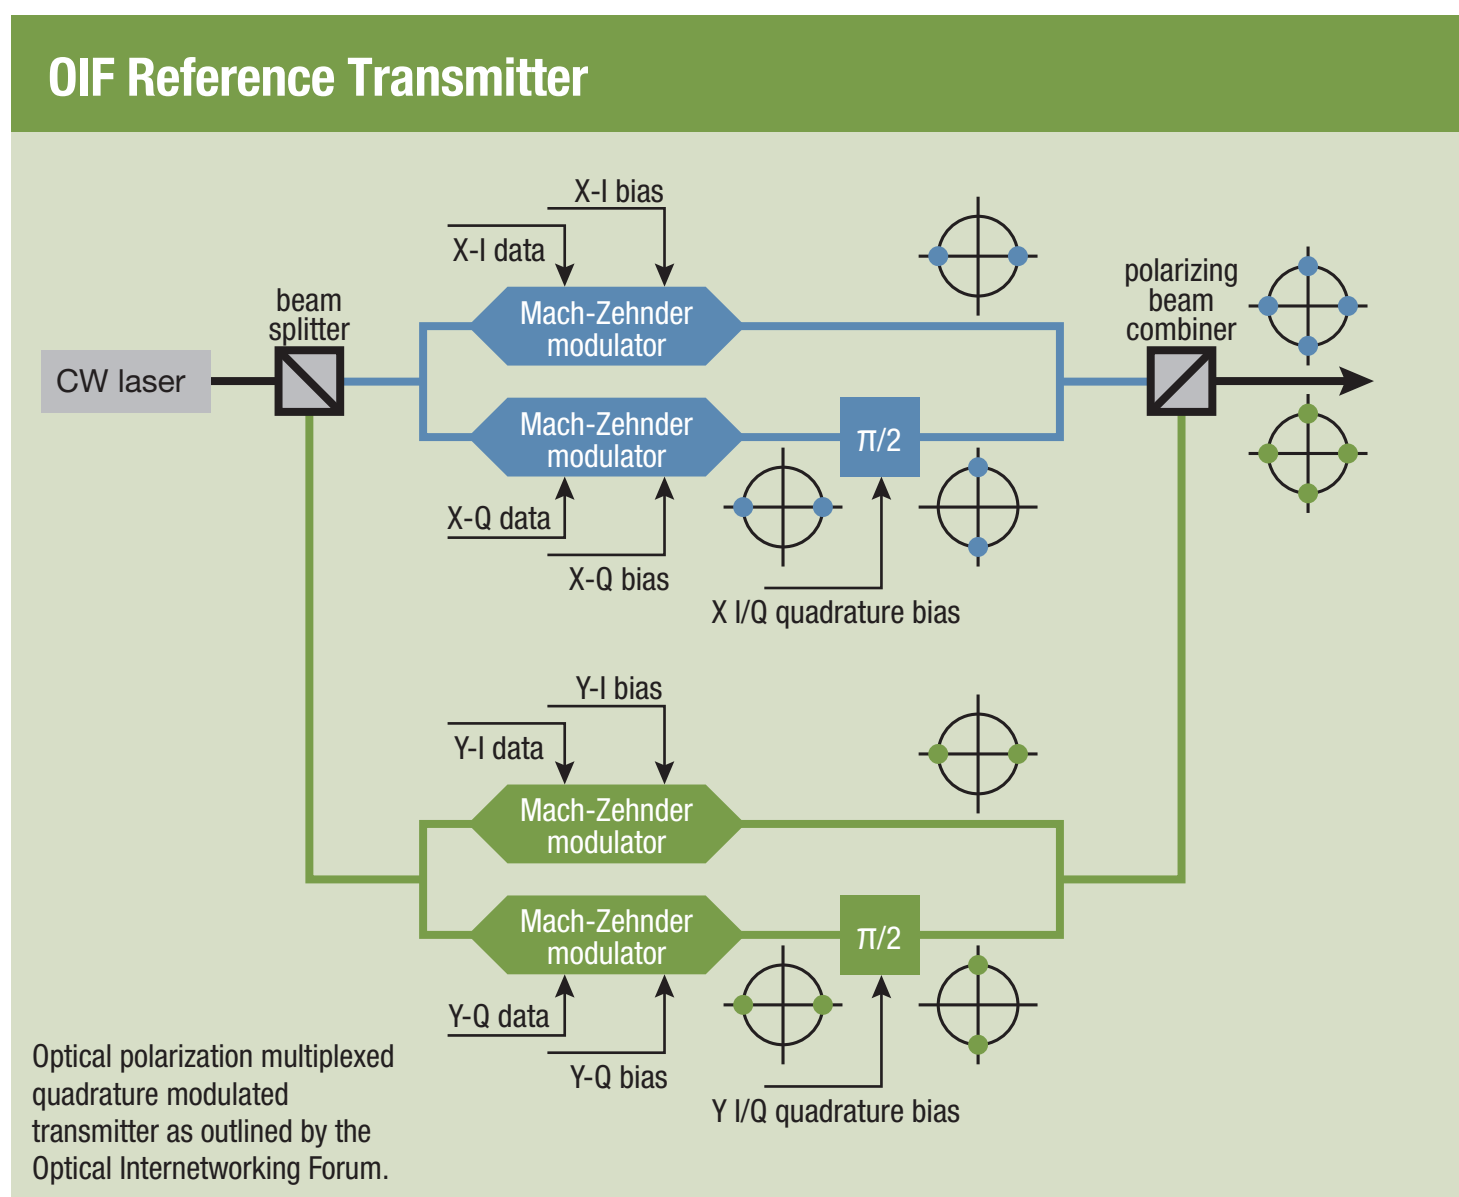 OIF Reference Transmitter
X-I bias
X-I data
beam
splitter
Mach-Zehnder
modulator
polarizing
beam
combiner
CW laser
Mach-Zehnder
modulator
π/2
X-Q data
X-Q bias
X I/Q quadrature bias
Y-I bias
Y-I data
Mach-Zehnder
modulator
Mach-Zehnder
modulator
π/2
Y-Q data
Y-Q bias
Y I/Q quadrature bias
Optical polarization multiplexed
quadrature modulated
transmitter as outlined by the
Optical Internetworking Forum.